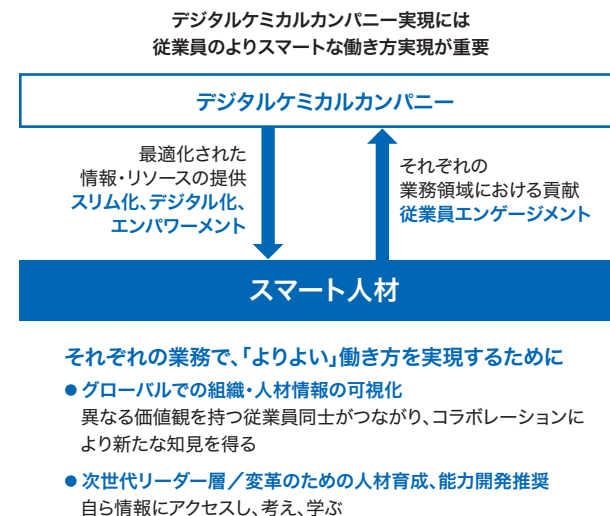 デジタルケミカルカンパニー実現には
従業員のよりスマートな働き方実現が重要
デジタルケミカルカンパニー
最適化された
情報・リソースの提供
スリム化、デジタル化、
エンパワーメント
それぞれの
業務領域における貢献
従業員エンゲージメント
スマート人材
それぞれの業務で、「よりよい」働き方を実現するために
●グローバルでの組織・人材情報の可視化
異なる価値観を持つ従業員同士がつながり、コラボレーションに
より新たな知見を得る
●次世代リーダー層／変革のための人材育成、能力開発推奨
自ら情報にアクセスし、考え、学ぶ